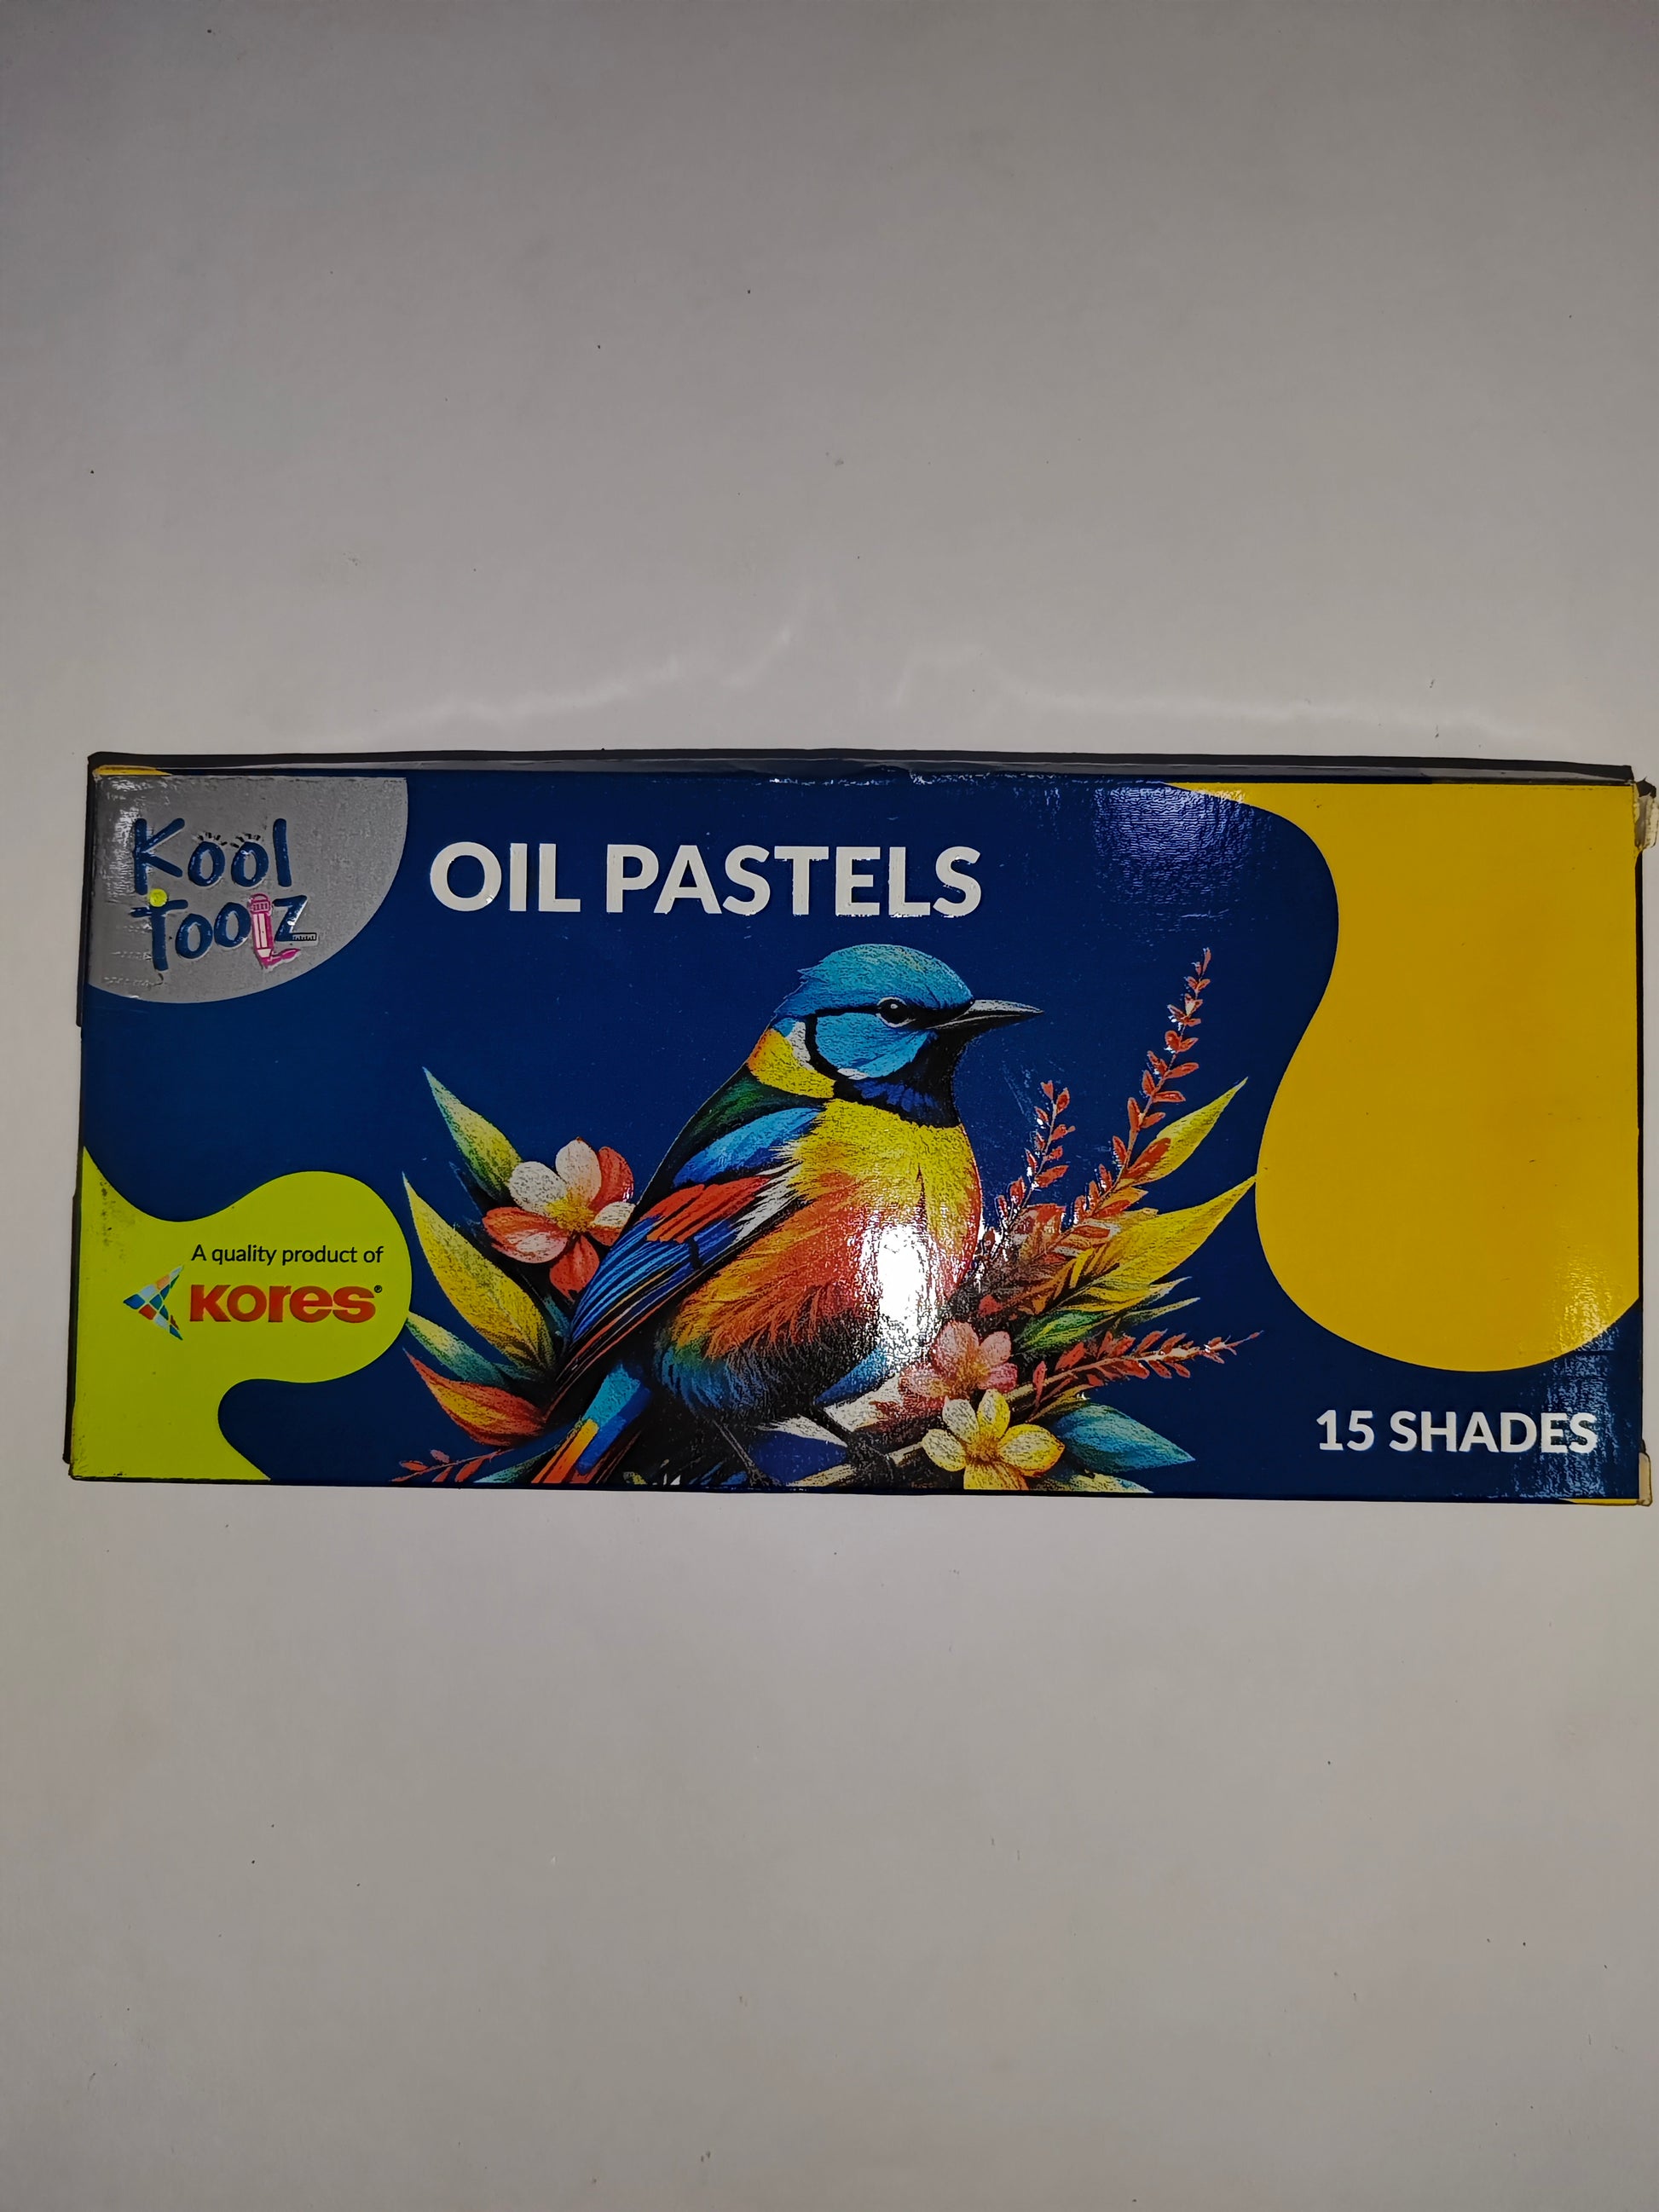 Kool
Toolz
OIL PASTELS
A quality product of
Kores®
15 SHADES